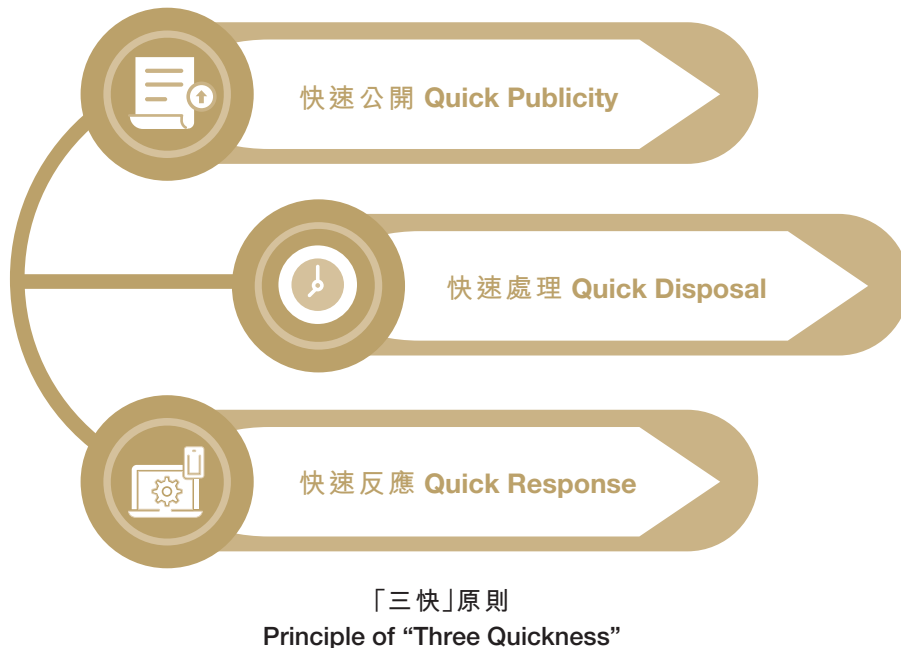 快速公開 Quick Publicity
快速處理 Quick Disposal
快速反應 Quick Response
「三快」原則
Principle of “Three Quickness”